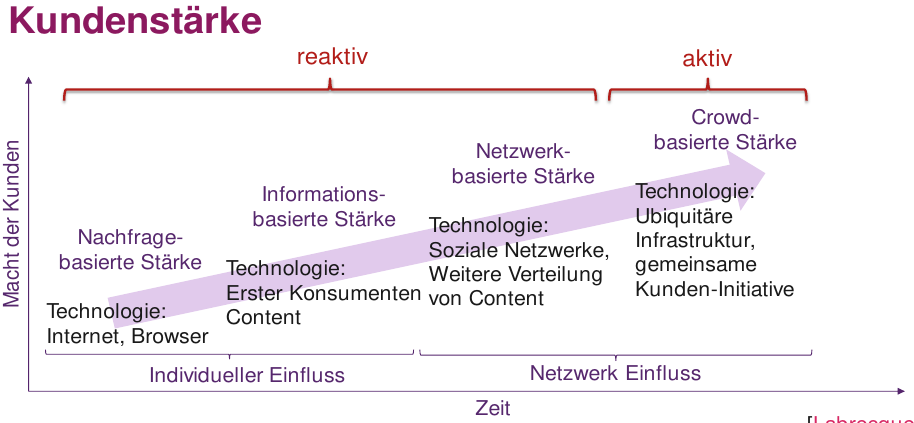 Kundenstärke
reaktiv
aktiv
Macht der Kunden
Nachfrage-
basierte Stärke
Technologie:
Internet, Browser
Informations-
basierte Stärke
Technologie:
Erster Konsumenten
Content
Netzwerk-
basierte Stärke
Technologie:
Soziale Netzwerke,
Weitere Verteilung
von Content
Crowd-
basierte Stärke
Technologie:
Ubiquitäre
Infrastruktur,
gemeinsame
Kunden-Initiative
Individueller Einfluss
Netzwerk Einfluss
Zeit